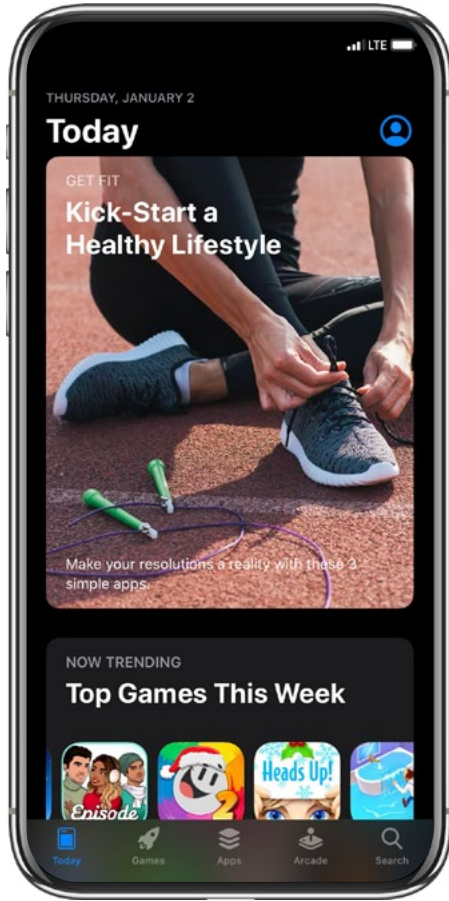 LTE
THURSDAY, JANUARY 2
Today
GET FIT
Kick-Start a
Healthy Lifestyle
Make your resolutions a reality with these 3
simple apps.
NOW TRENDING
Top Games This Week
Episode
2
Heads Up!
Today
Games
Apps
Arcade
Search